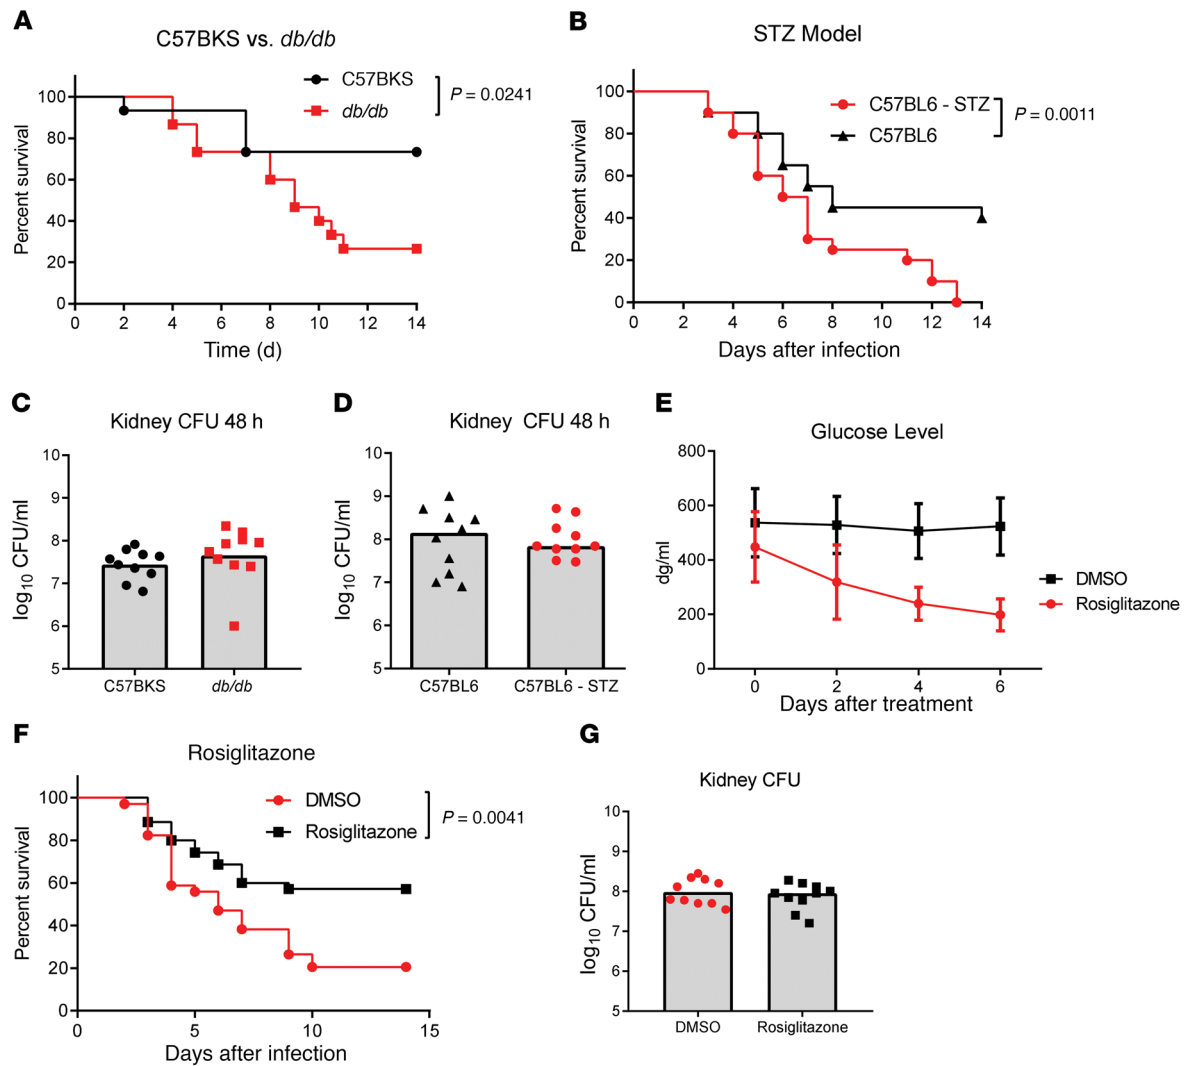 A
C57BKS vs. db/db
C57BKS
db/db
P = 0.0241
Percent survival
100
80
60
40
20
0
0 2 4 6 8 10 12 14
Time (d)
B
STZ Model
C57BL6 - STZ
C57BL6
P = 0.0011
Percent survival
100
80
60
40
20
0
0 2 4 6 8 10 12 14
Days after infection
C
Kidney CFU 48 h
log10 CFU/ml
10
9
8
7
6
5
C57BKS db/db
D
Kidney CFU 48 h
log10 CFU/ml
10
9
8
7
6
5
C57BL6 C57BL6 - STZ
E
Glucose Level
dg/ml
800
600
400
200
0
0 2 4 6
Days after treatment
DMSO
Rosiglitazone
F
Rosiglitazone
DMSO
Rosiglitazone
P = 0.0041
Percent survival
100
80
60
40
20
0
0 5 10 15
Days after infection
G
Kidney CFU
log10 CFU/ml
10
9
8
7
6
5
DMSO Rosiglitazone